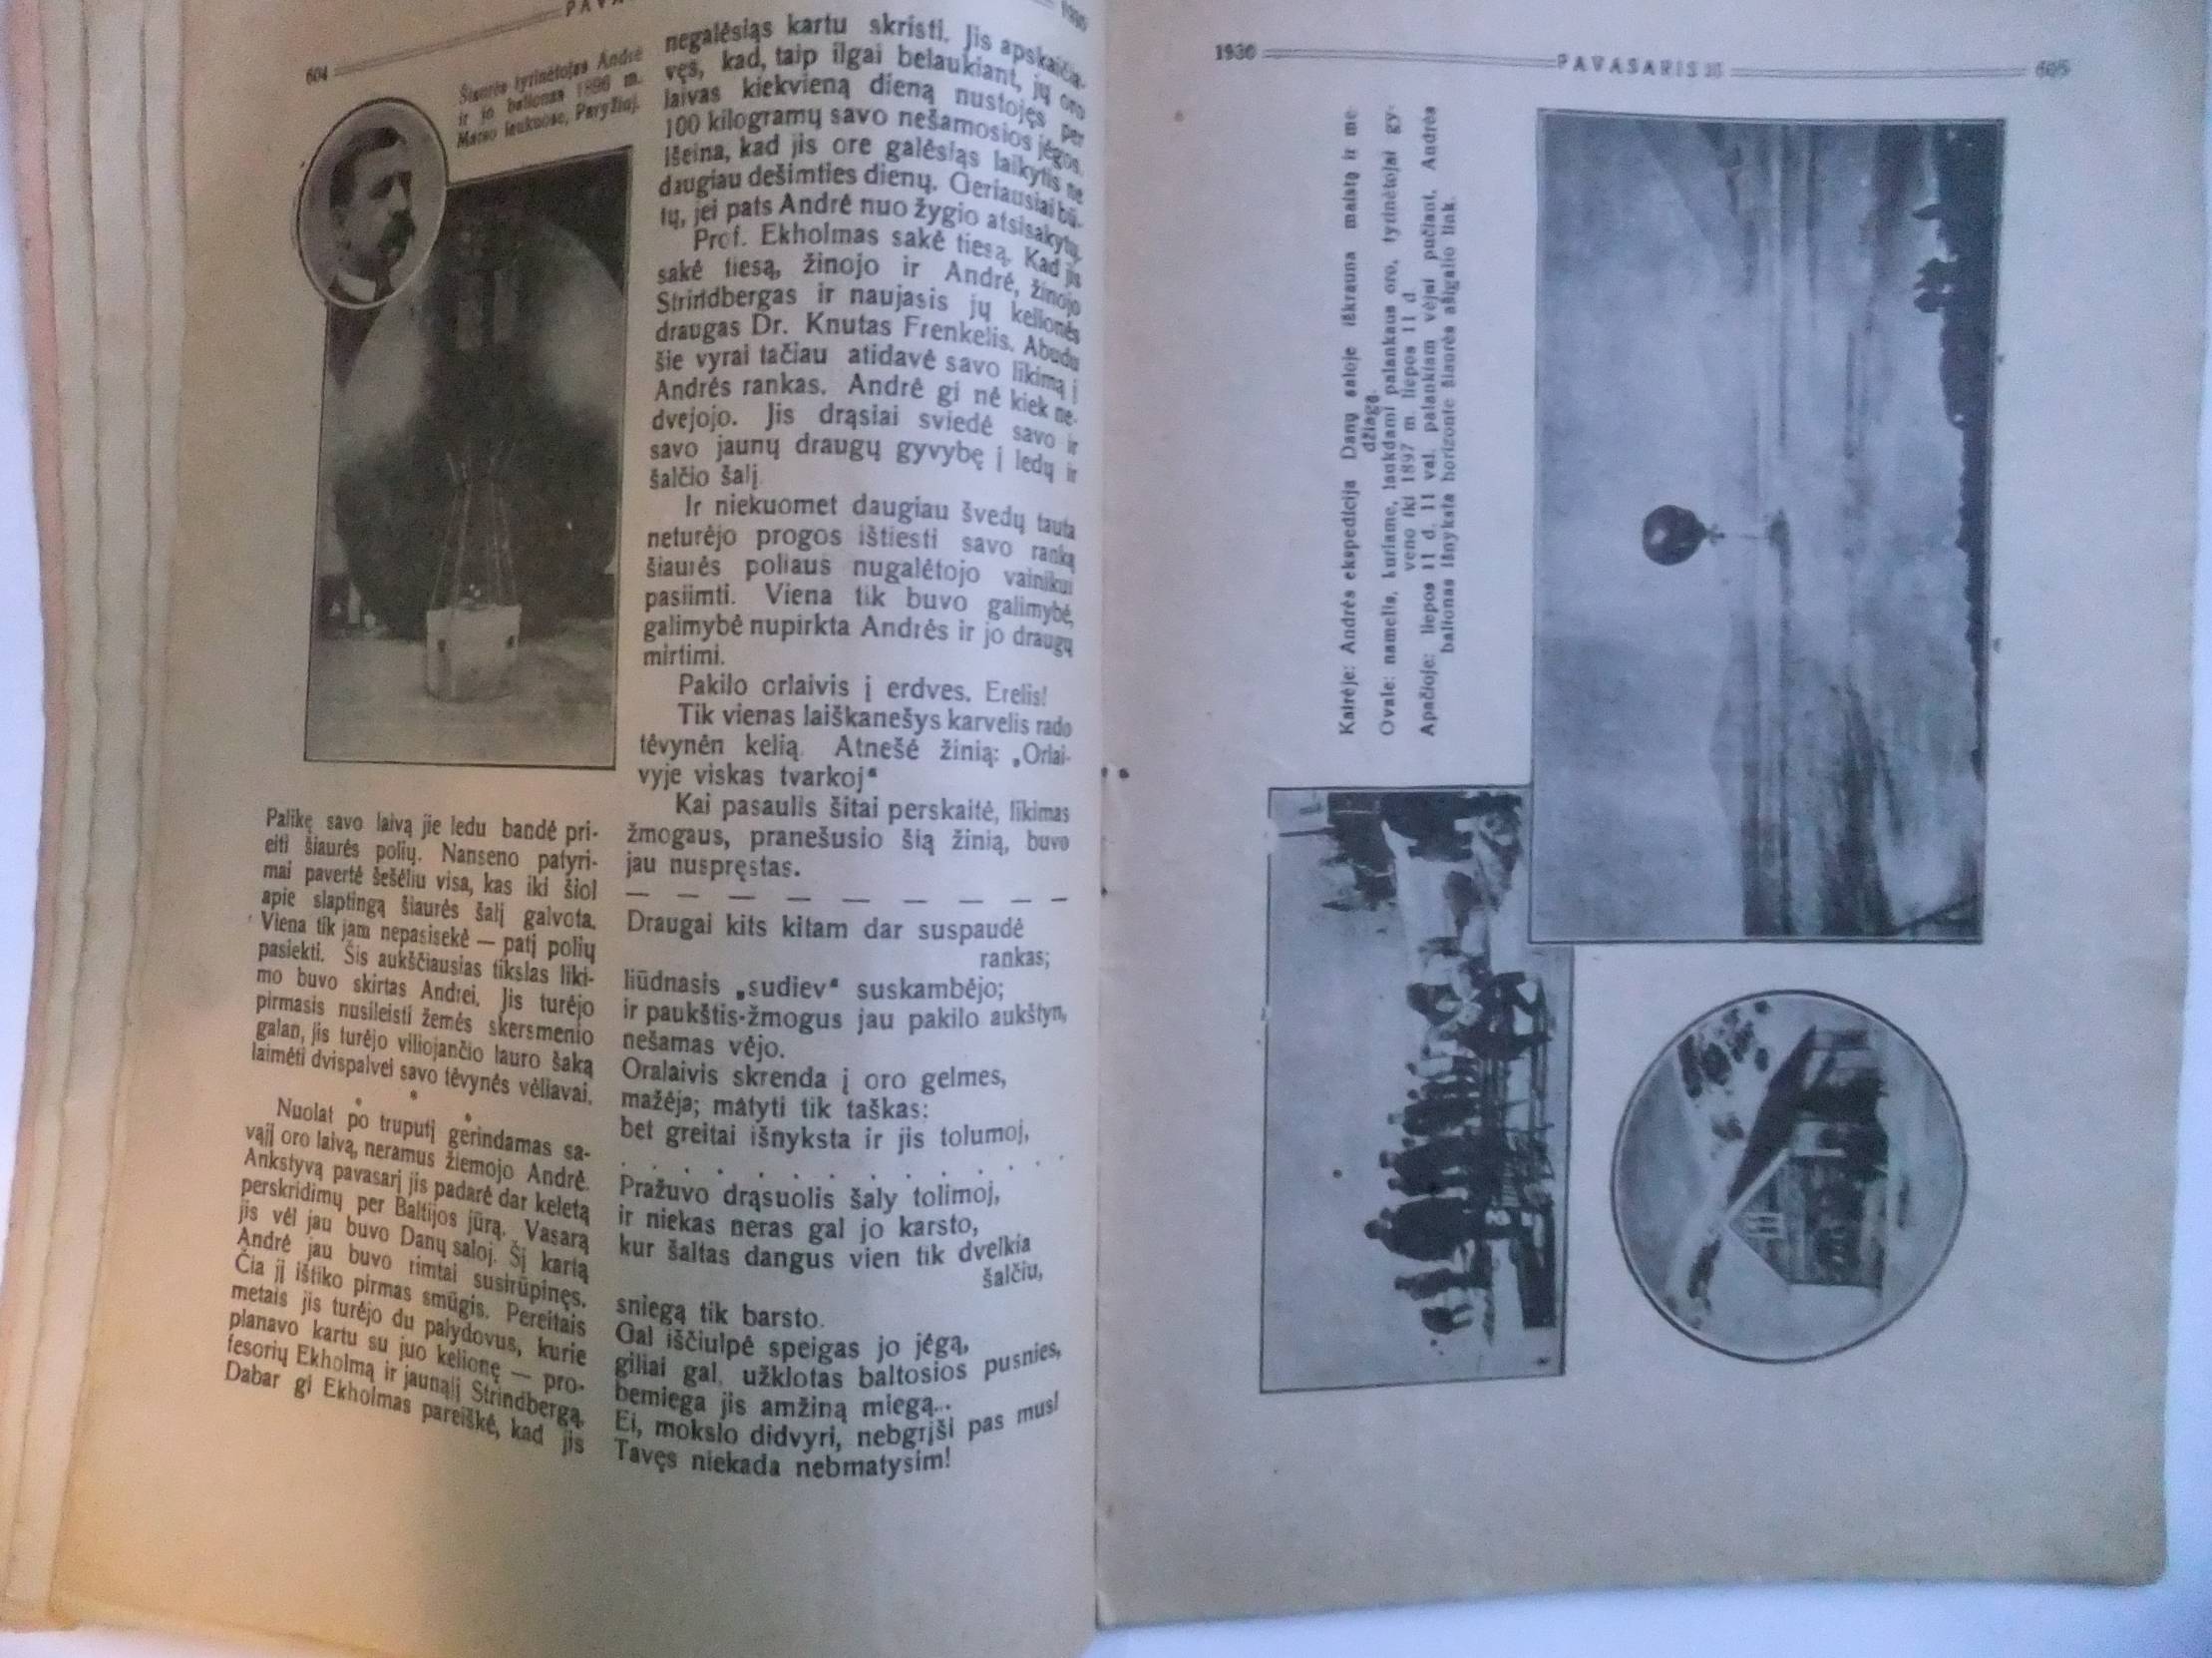 604
Šiaurės tyrinėtojas Andrė
ir jo balionas 1896 m.
Marso laukuose, Paryžiuj.
Palikę savo laivą jie ledu bandė pri-
eiti šiaurės polių. Nanseno patyri-
mai pavertė šešėliu visa, kas iki šiol
apie slaptingą šiaurės šalį galvota.
Viena tik jam nepasisekė — patį polių
pasiekti. Šis aukščiausias tikslas liki-
mo buvo skirtas Andrei. Jis turėjo
pirmasis nusileisti žemės skersmenio
galan, jis turėjo viliojančio lauro šaką
laimėti dvispalvei savo tėvynės vėliavai.
Nuolat po truputį gerindamas sa-
vąjį oro laivą, neramus žiemojo Andrė.
Ankstyvą pavasarį jis padarė dar keletą
perskridimų per Baltijos jūrą. Vasarą
jis vėl jau buvo Danų saloj. Šį kartą
Andrė jau buvo rimtai susirūpinęs.
Čia jį ištiko pirmas smūgis. Pereitais
metais jis turėjo du palydovus, kurie
planavo kartu su juo kelionę — pro-
fesorių Ekholmą ir jaunąjį Strindbergą.
Dabar gi Ekholmas pareiškė, kad jis
negalėsiąs kartu skristi. Jis apskaičia-
vęs, kad, taip ilgai belaukiant, jų oro
laivas kiekvieną dieną nustojęs per
100 kilogramų savo nešamosios jėgos.
Išeina, kad jis ore galėsiąs laikytis ne
daugiau dešimties dienų. Geriausiai bū-
tų, jei pats Andrė nuo žygio atsisakytų.
Prof. Ekholmas sakė tiesą. Kad jis
sakė tiesą, žinojo ir Andrė, žinojo
Strindbergas ir naujasis jų kelionės
draugas Dr. Knutas Frenkelis. Abudu
šie vyrai tačiau atidavė savo likimą į
Andrės rankas. Andrė gi nė kiek ne-
dvejojo. Jis drąsiai sviedė savo ir
savo jaunų draugų gyvybę į ledų ir
šalčio šalį
Ir niekuomet daugiau švedų tauta
neturėjo progos ištiesti savo ranką
šiaurės poliaus nugalėtojo vainikui
pasiimti. Viena tik buvo galimybė,
galimybė nupirkta Andrės ir jo draugų
mirtimi.
Pakilo orlaivis į erdves. Erelis!
Tik vienas laiškanešys karvelis rado
tėvynėn kelią. Atnešė žinią: „Orlai-
vyje viskas tvarkoj“
Kai pasaulis šitai perskaitė, likimas
žmogaus, pranešusio šią žinią, buvo
jau nuspręstas.
— — — — — — — — —
Draugai kits kitam dar suspaudė
rankas;
liūdnasis „sudiev“ suskambėjo;
ir paukštis-žmogus jau pakilo aukštyn,
nešamas vėjo.
Oralaivis skrenda į oro gelmes,
mažėja; matyti tik taškas;
bet greitai išnyksta ir jis tolumoj,
. . . . . . . . . . . . .
Pražuvo drąsuolis šaly tolimoj,
ir niekas neras gal jo karsto,
kur šaltas dangus vien tik dvelkia
šalčiu,
sniegą tik barsto.
Gal iščiulpė speigas jo jėgą,
giliai gal, užklotas baltosios pusnies,
bemiega jis amžiną miegą...
Ei, mokslo didvyri, nebgrįši pas mus!
Tavęs niekada nebmatysim!
1930
PAVASARIS
605
Kairėje: Andrės ekspedicija Danų saloje iškrauna maistą ir me-
džiagą.
Ovale: namelis, kuriame, laukdami palankaus oro, tyrinėtojai gy-
veno iki 1897 m. liepos 11 d
Apačioje: liepos 11 d. 11 val. palankiam vėjui pučiant, Andrės
balionas išnyksta horizonte šiaurės ašigalio link.